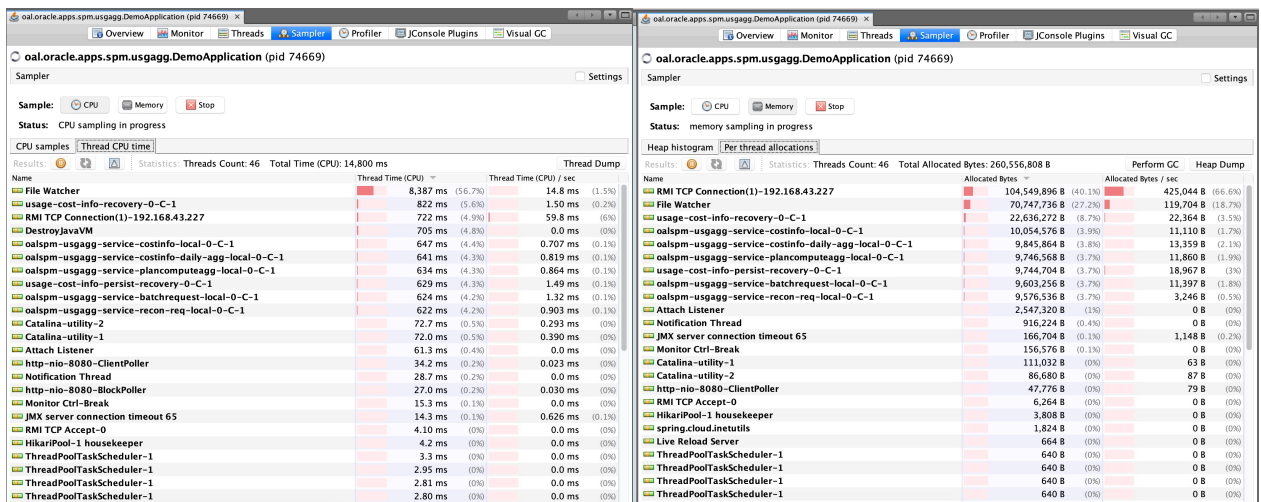 oal.oracle.apps.spm.usgagg.DemoApplication (pid 74669) ×
Overview Monitor Threads Sampler Profiler JConsole Plugins Visual GC
oal.oracle.apps.spm.usgagg.DemoApplication (pid 74669)
Sampler Settings
Sample: CPU Memory Stop
Status: CPU sampling in progress
CPU samples Thread CPU time
Results: Statistics: Threads Count: 46 Total Time (CPU): 14,800 ms Thread Dump
Name Thread Time (CPU) Thread Time (CPU) / sec
File Watcher 8,387 ms (56.7%) 14.8 ms (1.5%)
usage-cost-info-recovery-0-C-1 822 ms (5.6%) 1.50 ms (0.2%)
RMI TCP Connection(1)-192.168.43.227 722 ms (4.9%) 59.8 ms (6%)
DestroyJavaVM 705 ms (4.8%) 0.0 ms (0%)
oalspm-usgagg-service-costinfo-local-0-C-1 647 ms (4.4%) 0.707 ms (0.1%)
oalspm-usgagg-service-costinfo-daily-agg-local-0-C-1 641 ms (4.3%) 0.819 ms (0.1%)
oalspm-usgagg-service-plancomputeagg-local-0-C-1 634 ms (4.3%) 0.864 ms (0.1%)
usage-cost-info-persist-recovery-0-C-1 629 ms (4.3%) 1.49 ms (0.1%)
oalspm-usgagg-service-batchrequest-local-0-C-1 624 ms (4.2%) 1.32 ms (0.1%)
oalspm-usgagg-service-recon-req-local-0-C-1 622 ms (4.2%) 0.903 ms (0.1%)
Catalina-utility-2 72.7 ms (0.5%) 0.293 ms (0%)
Catalina-utility-1 72.0 ms (0.5%) 0.390 ms (0%)
Attach Listener 61.3 ms (0.4%) 0.0 ms (0%)
http-nio-8080-ClientPoller 34.2 ms (0.2%) 0.023 ms (0%)
Notification Thread 28.7 ms (0.2%) 0.0 ms (0%)
http-nio-8080-BlockPoller 27.0 ms (0.2%) 0.030 ms (0%)
Monitor Ctrl-Break 15.3 ms (0.1%) 0.0 ms (0%)
JMX server connection timeout 65 14.3 ms (0.1%) 0.626 ms (0.1%)
RMI TCP Accept-0 4.10 ms (0%) 0.0 ms (0%)
HikariPool-1 housekeeper 4.2 ms (0%) 0.0 ms (0%)
ThreadPoolTaskScheduler-1 3.3 ms (0%) 0.0 ms (0%)
ThreadPoolTaskScheduler-1 2.95 ms (0%) 0.0 ms (0%)
ThreadPoolTaskScheduler-1 2.81 ms (0%) 0.0 ms (0%)
ThreadPoolTaskScheduler-1 2.80 ms (0%) 0.0 ms (0%)
oal.oracle.apps.spm.usgagg.DemoApplication (pid 74669) ×
Overview Monitor Threads Sampler Profiler JConsole Plugins Visual GC
oal.oracle.apps.spm.usgagg.DemoApplication (pid 74669)
Sampler Settings
Sample: CPU Memory Stop
Status: memory sampling in progress
Heap histogram Per thread allocations
Results: Statistics: Threads Count: 46 Total Allocated Bytes: 260,556,808 B Perform GC Heap Dump
Name Allocated Bytes Allocated Bytes / sec
RMI TCP Connection(1)-192.168.43.227 104,549,896 B (40.1%) 425,044 B (66.6%)
File Watcher 70,747,736 B (27.2%) 119,704 B (18.7%)
usage-cost-info-recovery-0-C-1 22,636,272 B (8.7%) 22,364 B (3.5%)
oalspm-usgagg-service-costinfo-local-0-C-1 10,054,576 B (3.9%) 11,110 B (1.7%)
oalspm-usgagg-service-costinfo-daily-agg-local-0-C-1 9,845,864 B (3.8%) 13,359 B (2.1%)
oalspm-usgagg-service-plancomputeagg-local-0-C-1 9,746,568 B (3.7%) 11,860 B (1.9%)
usage-cost-info-persist-recovery-0-C-1 9,744,704 B (3.7%) 18,967 B (3%)
oalspm-usgagg-service-batchrequest-local-0-C-1 9,603,256 B (3.7%) 11,397 B (1.8%)
oalspm-usgagg-service-recon-req-local-0-C-1 9,576,536 B (3.7%) 3,246 B (0.5%)
Attach Listener 2,547,320 B (1%) 0 B (0%)
Notification Thread 916,224 B (0.4%) 0 B (0%)
JMX server connection timeout 65 166,704 B (0.1%) 1,148 B (0.2%)
Monitor Ctrl-Break 156,576 B (0.1%) 0 B (0%)
Catalina-utility-1 111,032 B (0%) 63 B (0%)
Catalina-utility-2 86,680 B (0%) 87 B (0%)
http-nio-8080-ClientPoller 47,776 B (0%) 79 B (0%)
RMI TCP Accept-0 6,264 B (0%) 0 B (0%)
HikariPool-1 housekeeper 3,808 B (0%) 0 B (0%)
spring.cloud.inetutils 1,824 B (0%) 0 B (0%)
Live Reload Server 664 B (0%) 0 B (0%)
ThreadPoolTaskScheduler-1 640 B (0%) 0 B (0%)
ThreadPoolTaskScheduler-1 640 B (0%) 0 B (0%)
ThreadPoolTaskScheduler-1 640 B (0%) 0 B (0%)
ThreadPoolTaskScheduler-1 640 B (0%) 0 B (0%)